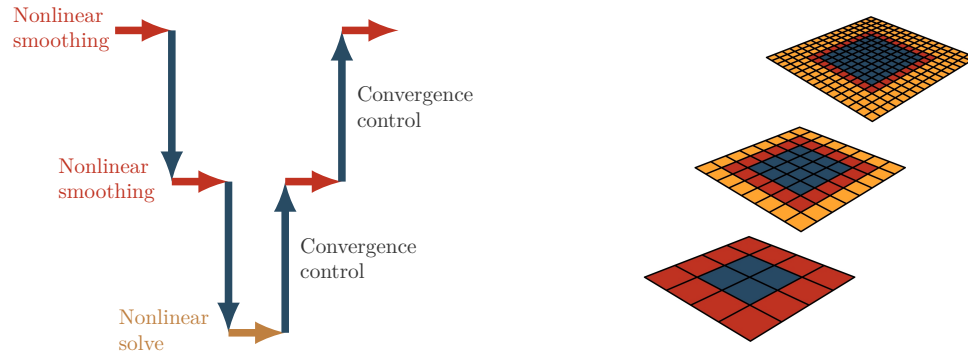 Nonlinear
smoothing
Convergence
control
Nonlinear
smoothing
Convergence
control
Nonlinear
solve